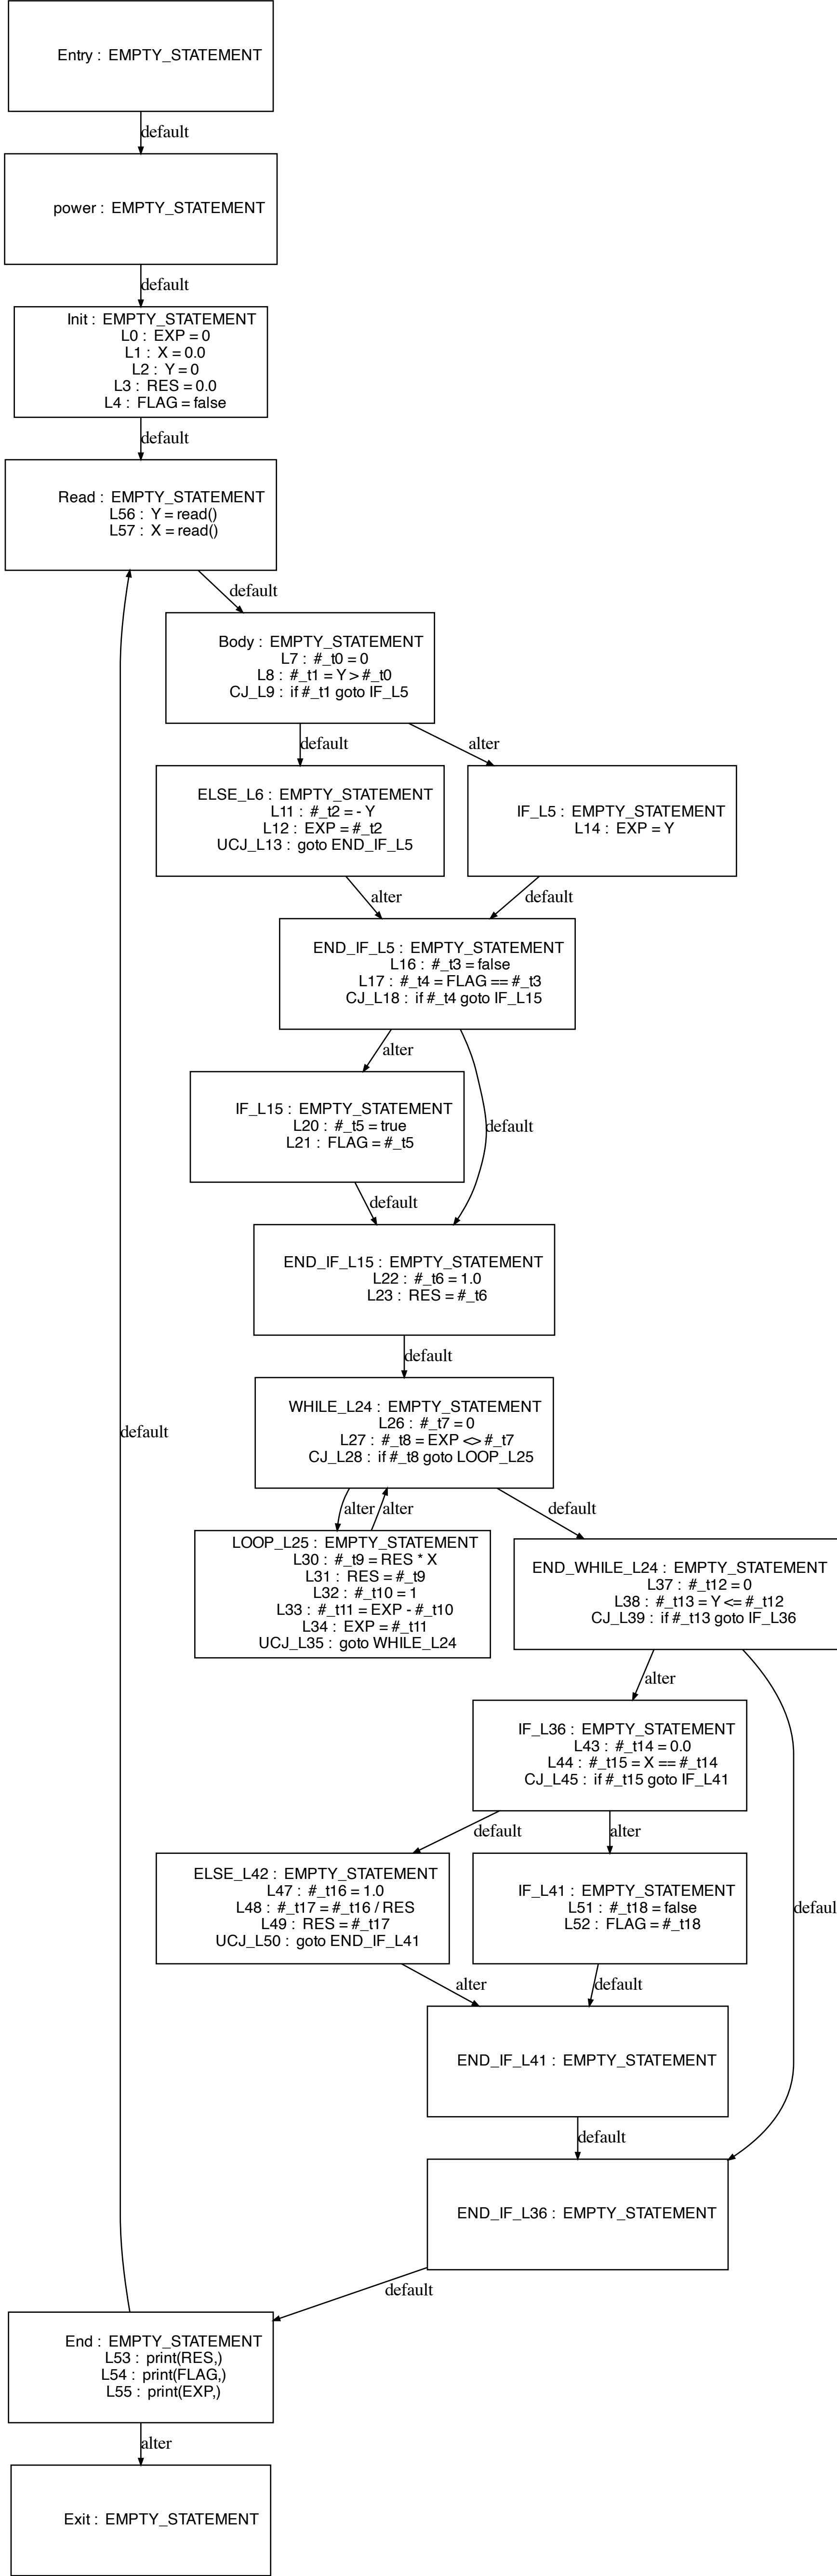 Entry : EMPTY_STATEMENT
default
power : EMPTY_STATEMENT
default
Init : EMPTY_STATEMENT
L0 : EXP = 0
L1 : X = 0.0
L2 : Y = 0
L3 : RES = 0.0
L4 : FLAG = false
default
Read : EMPTY_STATEMENT
L56 : Y = read()
L57 : X = read()
default
Body : EMPTY_STATEMENT
L7 : #_t0 = 0
L8 : #_t1 = Y > #_t0
CJ_L9 : if #_t1 goto IF_L5
default
alter
ELSE_L6 : EMPTY_STATEMENT
L11 : #_t2 = - Y
L12 : EXP = #_t2
UCJ_L13 : goto END_IF_L5
IF_L5 : EMPTY_STATEMENT
L14 : EXP = Y
alter
default
END_IF_L5 : EMPTY_STATEMENT
L16 : #_t3 = false
L17 : #_t4 = FLAG == #_t3
CJ_L18 : if #_t4 goto IF_L15
alter
default
IF_L15 : EMPTY_STATEMENT
L20 : #_t5 = true
L21 : FLAG = #_t5
default
END_IF_L15 : EMPTY_STATEMENT
L22 : #_t6 = 1.0
L23 : RES = #_t6
default
default
WHILE_L24 : EMPTY_STATEMENT
L26 : #_t7 = 0
L27 : #_t8 = EXP <> #_t7
CJ_L28 : if #_t8 goto LOOP_L25
alter
alter
default
LOOP_L25 : EMPTY_STATEMENT
L30 : #_t9 = RES * X
L31 : RES = #_t9
L32 : #_t10 = 1
L33 : #_t11 = EXP - #_t10
L34 : EXP = #_t11
UCJ_L35 : goto WHILE_L24
END_WHILE_L24 : EMPTY_STATEMENT
L37 : #_t12 = 0
L38 : #_t13 = Y <= #_t12
CJ_L39 : if #_t13 goto IF_L36
alter
IF_L36 : EMPTY_STATEMENT
L43 : #_t14 = 0.0
L44 : #_t15 = X == #_t14
CJ_L45 : if #_t15 goto IF_L41
default
alter
ELSE_L42 : EMPTY_STATEMENT
L47 : #_t16 = 1.0
L48 : #_t17 = #_t16 / RES
L49 : RES = #_t17
UCJ_L50 : goto END_IF_L41
IF_L41 : EMPTY_STATEMENT
L51 : #_t18 = false
L52 : FLAG = #_t18
defaul
alter
default
END_IF_L41 : EMPTY_STATEMENT
default
END_IF_L36 : EMPTY_STATEMENT
default
End : EMPTY_STATEMENT
L53 : print(RES,)
L54 : print(FLAG,)
L55 : print(EXP,)
alter
Exit : EMPTY_STATEMENT